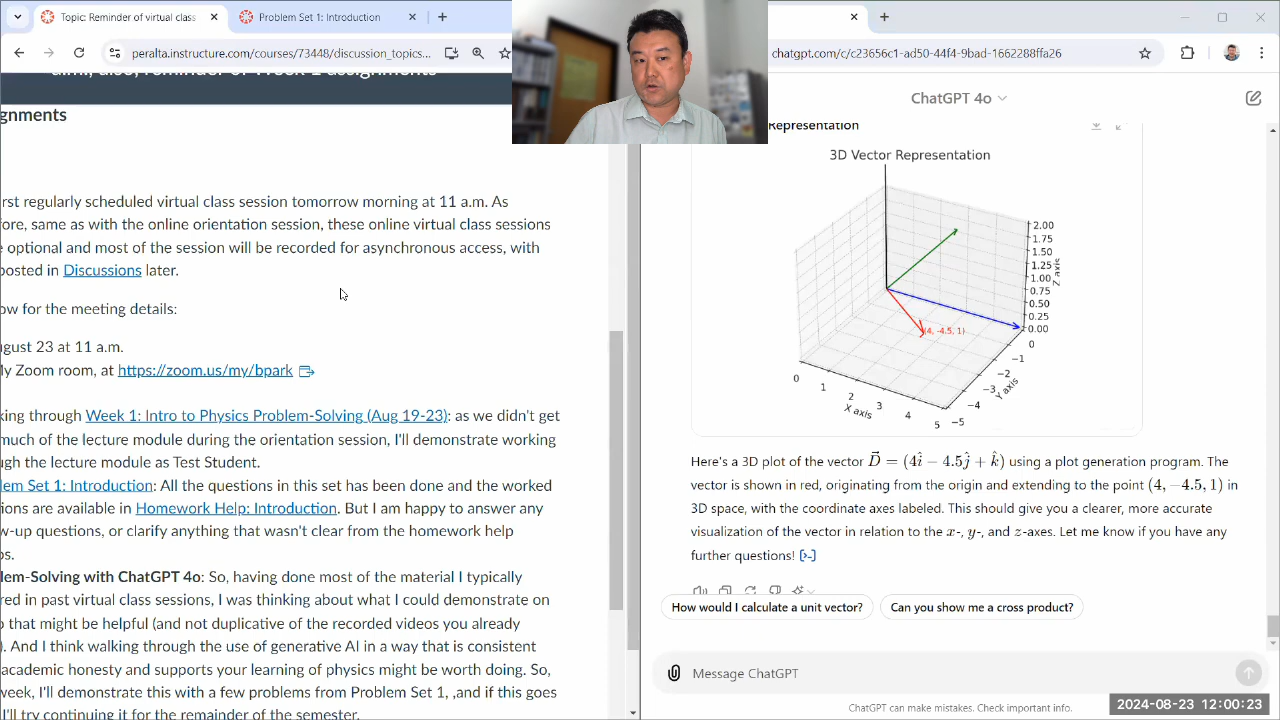 Topic: Reminder of virtual class
Problem Set 1: Introduction
peralta.instructure.com/courses/73448/discussion_topics...
gnments
rst regularly scheduled virtual class session tomorrow morning at 11 a.m. As
ore, same as with the online orientation session, these online virtual class sessions
e optional and most of the session will be recorded for asynchronous access, with
posted in Discussions later.
ow for the meeting details:
gust 23 at 11 a.m.
My Zoom room, at https://zoom.us/my/bpark
king through Week 1: Intro to Physics Problem-Solving (Aug 19-23): as we didn't get
much of the lecture module during the orientation session, I'll demonstrate working
ugh the lecture module as Test Student.
lem Set 1: Introduction: All the questions in this set has been done and the worked
ions are available in Homework Help: Introduction. But I am happy to answer any
w-up questions, or clarify anything that wasn't clear from the homework help
os.
lem-Solving with ChatGPT 4o: So, having done most of the material I typically
red in past virtual class sessions, I was thinking about what I could demonstrate on
o that might be helpful (and not duplicative of the recorded videos you already
). And I think walking through the use of generative AI in a way that is consistent
academic honesty and supports your learning of physics might be worth doing. So,
week, I'll demonstrate this with a few problems from Problem Set 1, ,and if this goes
I'll try continuing it for the remainder of the semester.
chatgpt.com/c/c23656c1-ad50-44f4-9bad-1662288ffa26
ChatGPT 4o
Representation
3D Vector Representation
(4, -4.5, 1)
2.00
1.75
1.50
1.25
1.00
0.75
0.50
0.25
0.00
Z axis
0
−1
−2
−3
−4
−5
Y axis
0
1
2
3
4
5
X axis
Here's a 3D plot of the vector D⃗ = (4î − 4.5ĵ + k̂) using a plot generation program. The
vector is shown in red, originating from the origin and extending to the point (4, −4.5, 1) in
3D space, with the coordinate axes labeled. This should give you a clearer, more accurate
visualization of the vector in relation to the x-, y-, and z-axes. Let me know if you have any
further questions! [>-]
How would I calculate a unit vector?
Can you show me a cross product?
Message ChatGPT
ChatGPT can make mistakes. Check important info.
2024-08-23 12:00:23